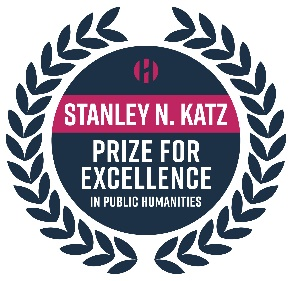 STANLEY N. KATZ
PRIZE FOR
EXCELLENCE
IN PUBLIC HUMANITIES